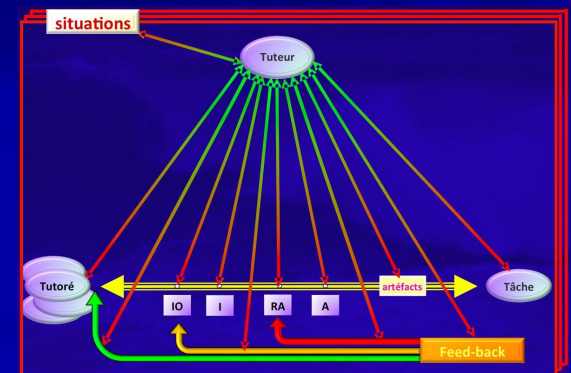 situations
Tuteur
Tutoré
artéfacts
Tâche
IO
I
RA
A
Feed-back